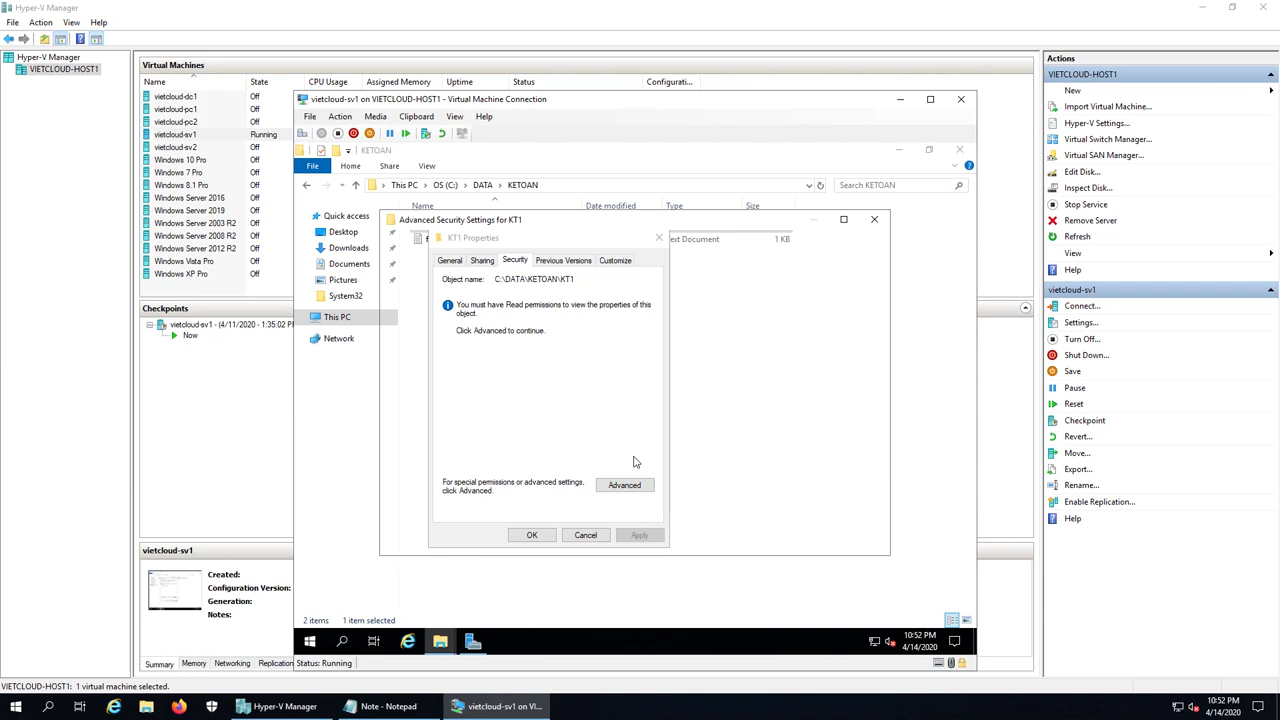 Hyper-V Manager
File Action View Help
Hyper-V Manager
VIETCLOUD-HOST1
Virtual Machines
Name State CPU Usage Assigned Memory Uptime Status Configurati...
vietcloud-dc1 Off
vietcloud-pc1 Off
vietcloud-pc2 Off
vietcloud-sv1 Running
vietcloud-sv2 Off
Windows 10 Pro Off
Windows 7 Pro Off
Windows 8.1 Pro Off
Windows Server 2016 Off
Windows Server 2019 Off
Windows Server 2003 R2 Off
Windows Server 2008 R2 Off
Windows Server 2012 R2 Off
Windows Vista Pro Off
Windows XP Pro Off
Checkpoints
vietcloud-sv1 - (4/11/2020 - 1:35:02 P
Now
vietcloud-sv1
Created:
Configuration Version:
Generation:
Notes:
Summary Memory Networking Replication
vietcloud-sv1 on VIETCLOUD-HOST1 - Virtual Machine Connection
File Action Media Clipboard View Help
KETOAN
File Home Share View
This PC OS (C:) DATA KETOAN
Search KETOAN
Name Date modified Type Size
Quick access
Desktop
Downloads
Documents
Pictures
System32
This PC
Network
Advanced Security Settings for KT1
ext Document 1 KB
KT1 Properties
General Sharing Security Previous Versions Customize
Object name: C:\DATA\KETOAN\KT1
You must have Read permissions to view the properties of this
object.
Click Advanced to continue.
For special permissions or advanced settings,
click Advanced.
Advanced
OK Cancel Apply
2 items 1 item selected
10:52 PM
4/14/2020
Status: Running
Actions
VIETCLOUD-HOST1
New
Import Virtual Machine...
Hyper-V Settings...
Virtual Switch Manager...
Virtual SAN Manager...
Edit Disk...
Inspect Disk...
Stop Service
Remove Server
Refresh
View
Help
vietcloud-sv1
Connect...
Settings...
Turn Off...
Shut Down...
Save
Pause
Reset
Checkpoint
Revert...
Move...
Export...
Rename...
Enable Replication...
Help
VIETCLOUD-HOST1: 1 virtual machine selected.
Hyper-V Manager
Note - Notepad
vietcloud-sv1 on VI...
10:52 PM
4/14/2020